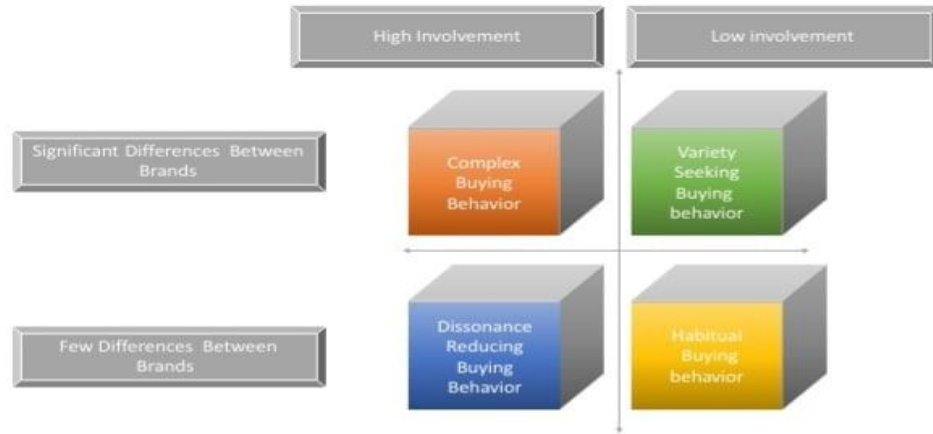 High Involvement
Low involvement
Significant Differences Between
Brands
Complex
Buying
Behavior
Variety
Seeking
Buying
behavior
Few Differences Between
Brands
Dissonance
Reducing
Buying
Behavior
Habitual
Buying
behavior